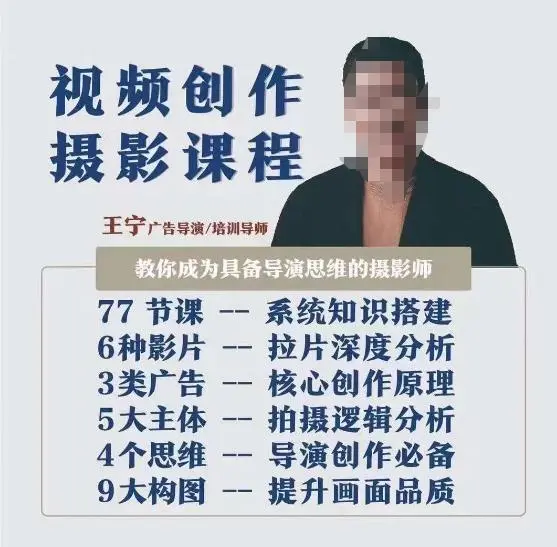 视频创作
摄影课程
王宁广告导演/培训导师
教你成为具备导演思维的摄影师
77 节课 -- 系统知识搭建
6种影片 -- 拉片深度分析
3类广告 -- 核心创作原理
5大主体 -- 拍摄逻辑分析
4个思维 -- 导演创作必备
9大构图 -- 提升画面品质